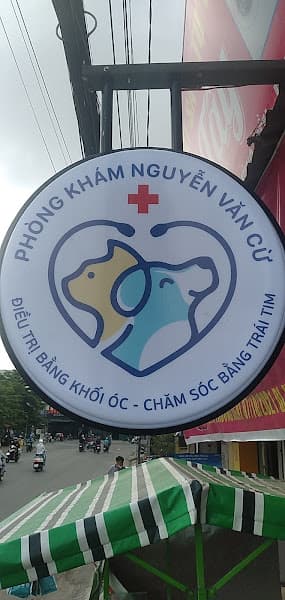 PHÒNG KHÁM NGUYỄN VĂN CỪ
ĐIỀU TRỊ BẰNG KHỐI ÓC - CHĂM SÓC BẰNG TRÁI TIM